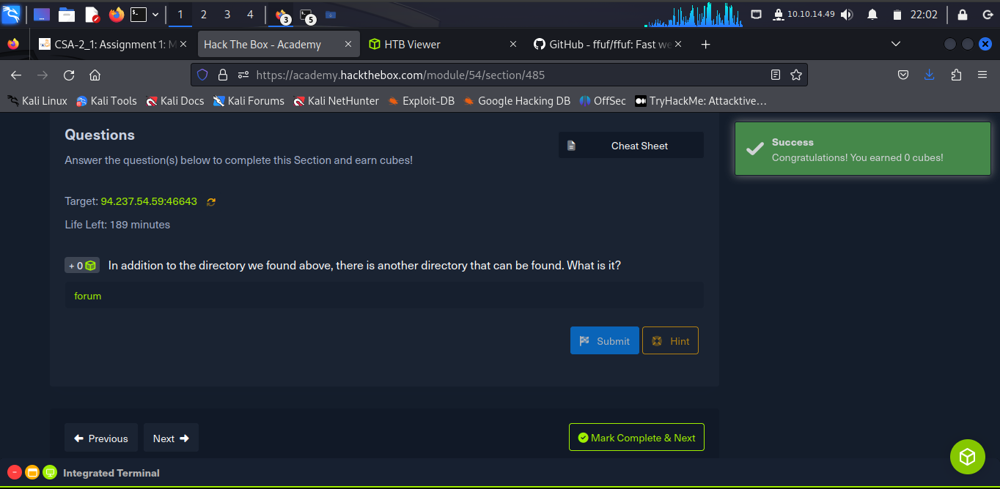 1 2 3 4 3 5 10.10.14.49 22:02
CSA-2_1: Assignment 1: M Hack The Box - Academy HTB Viewer GitHub - ffuf/ffuf: Fast we
https://academy.hackthebox.com/module/54/section/485
Kali Linux Kali Tools Kali Docs Kali Forums Kali NetHunter Exploit-DB Google Hacking DB OffSec TryHackMe: Attacktive…
Questions
Cheat Sheet
Answer the question(s) below to complete this Section and earn cubes!
Success
Congratulations! You earned 0 cubes!
Target: 94.237.54.59:46643
Life Left: 189 minutes
+ 0 In addition to the directory we found above, there is another directory that can be found. What is it?
forum
Submit Hint
Previous Next Mark Complete & Next
Integrated Terminal